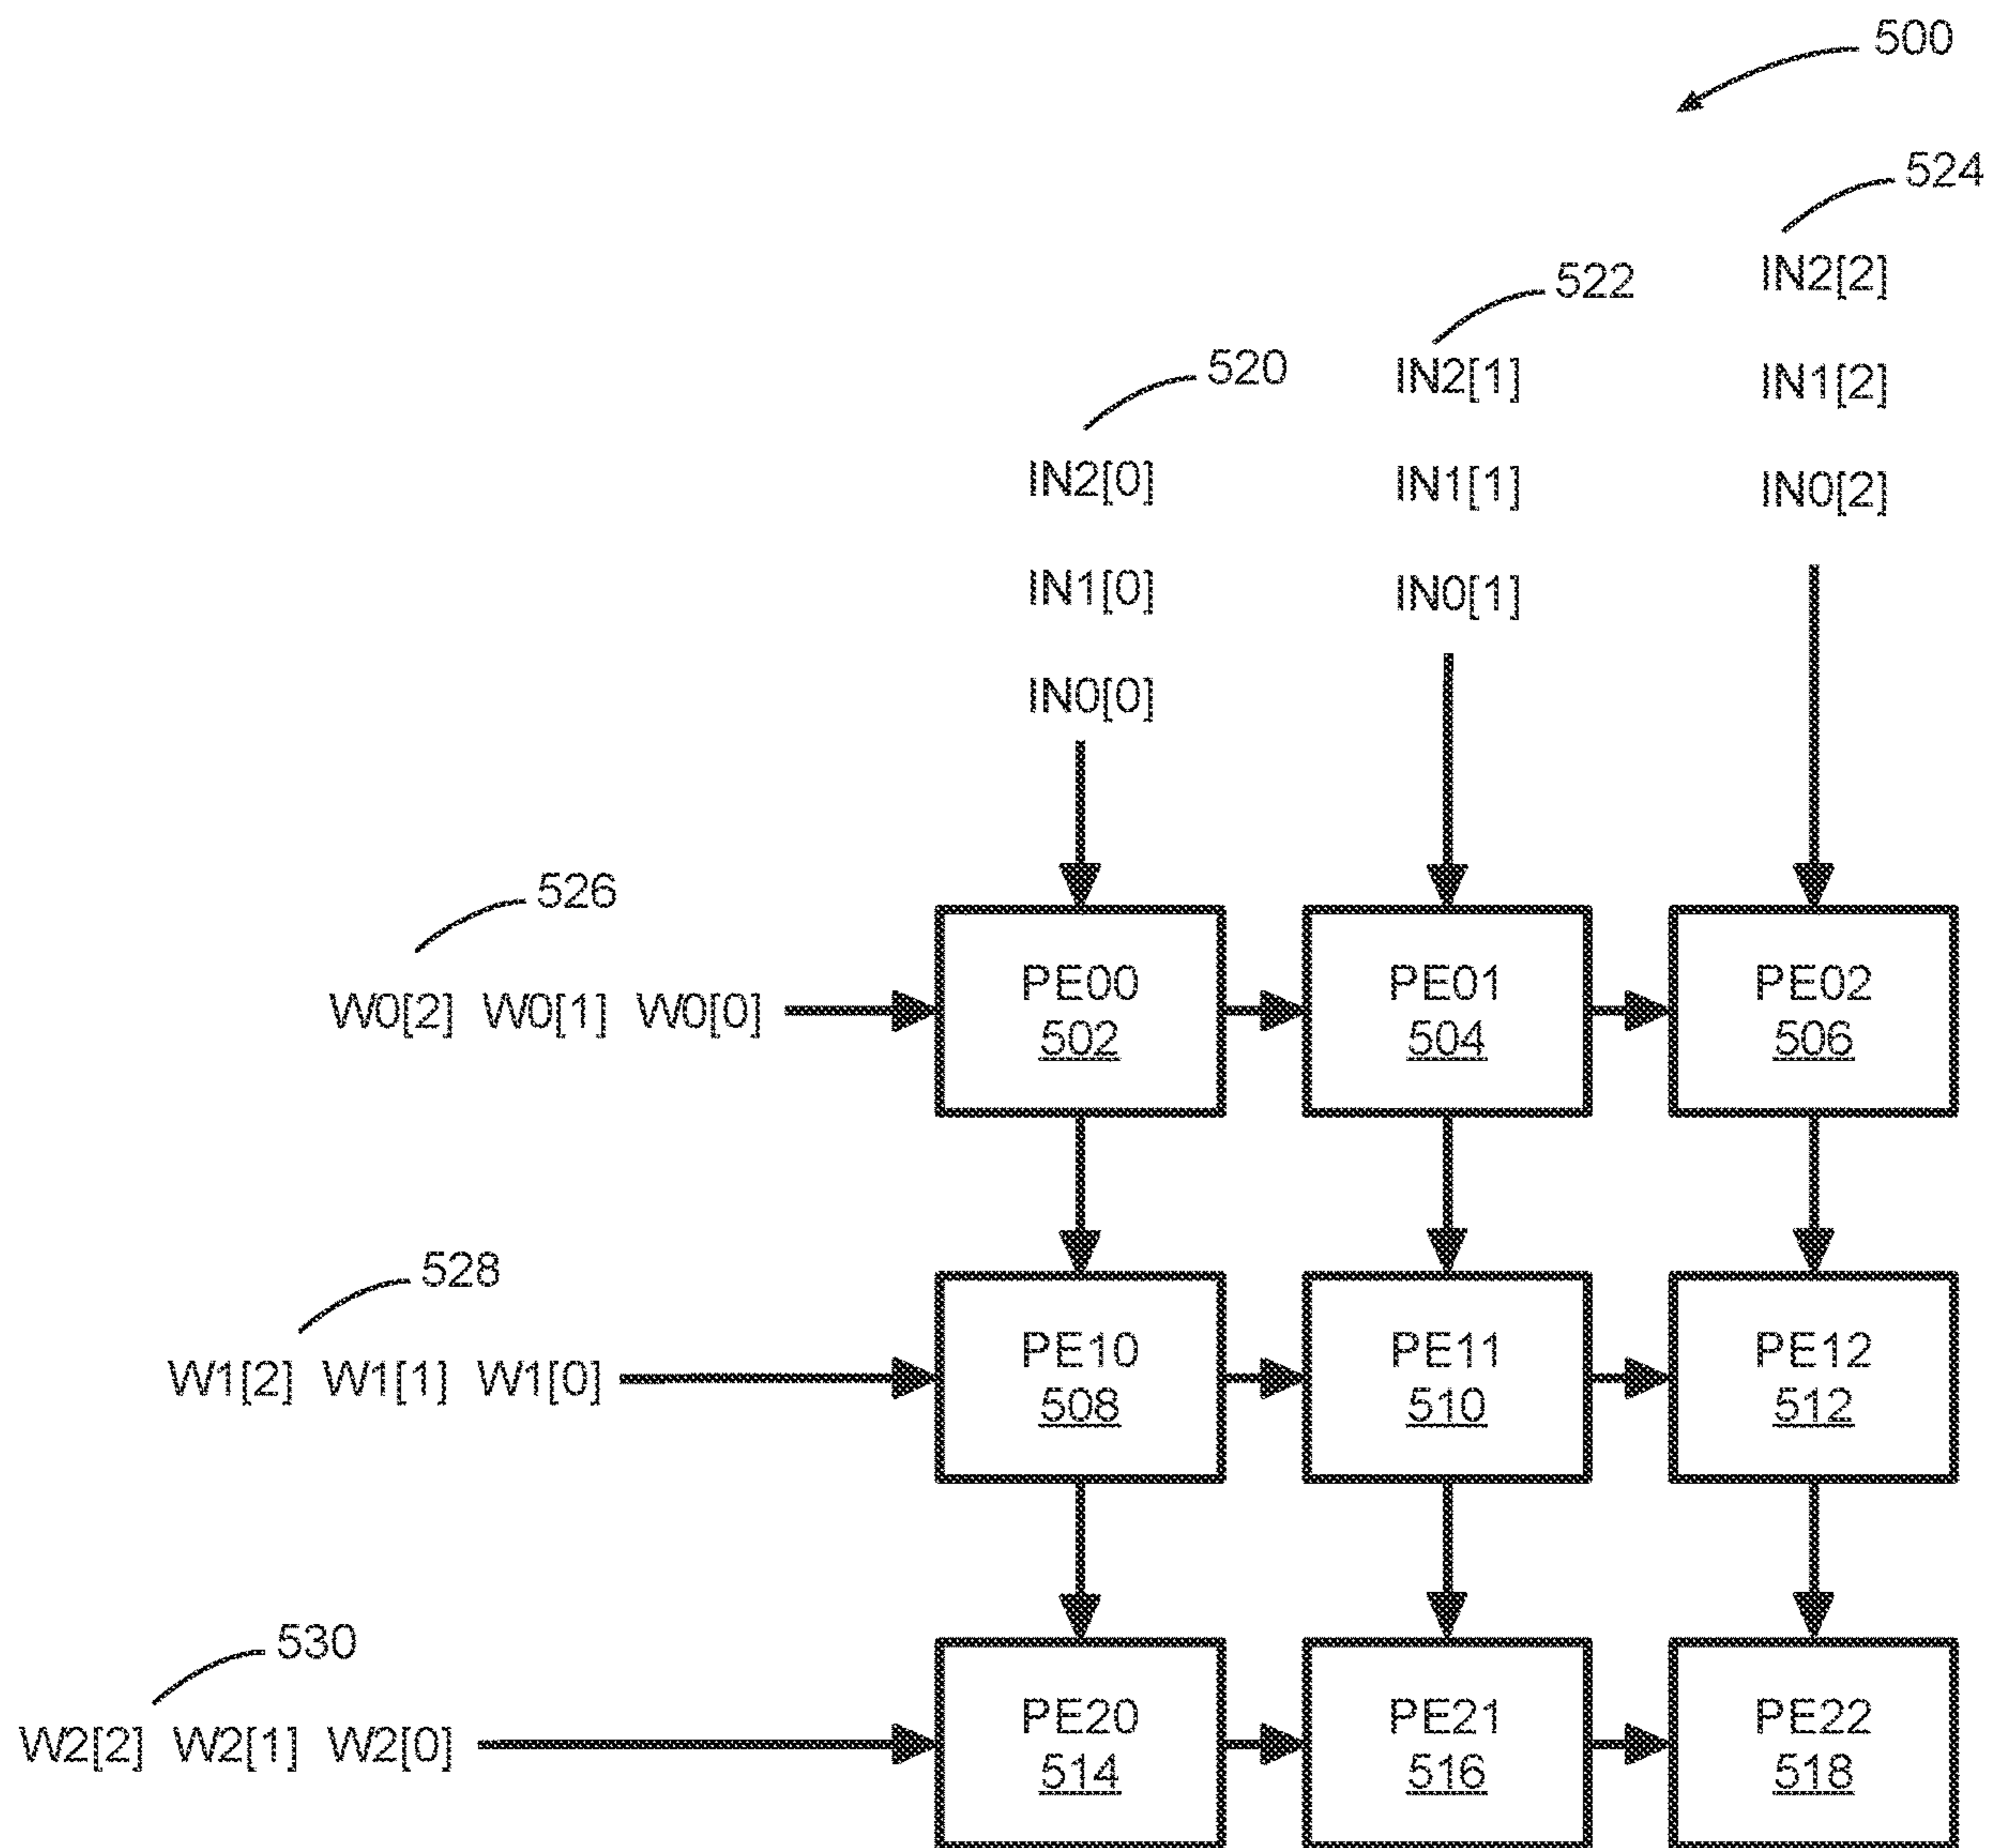 500
524
IN2[2]
522
520
IN2[1]
IN1[2]
IN2[0]
IN1[1]
IN0[2]
IN1[0]
IN0[1]
IN0[0]
526
W0[2] W0[1] W0[0]
PE00
502
PE01
504
PE02
506
528
W1[2] W1[1] W1[0]
PE10
508
PE11
510
PE12
512
530
W2[2] W2[1] W2[0]
PE20
514
PE21
516
PE22
518